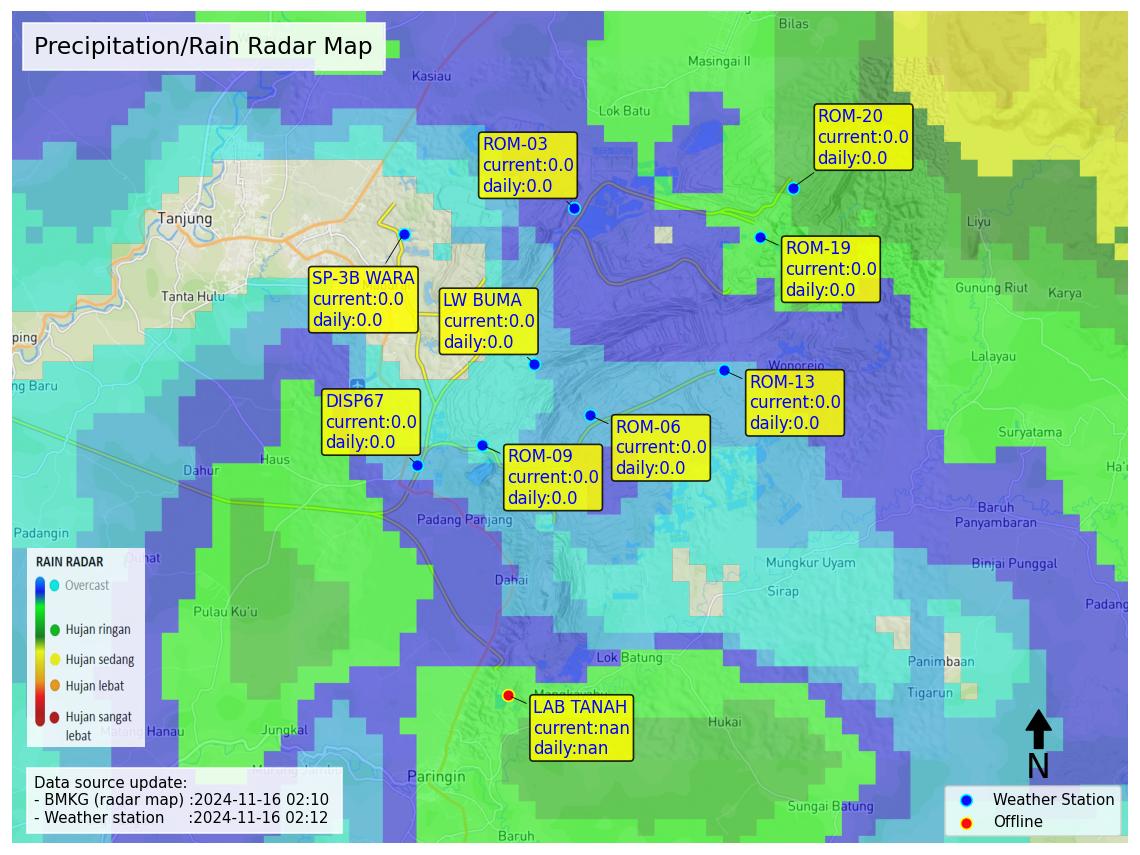 Precipitation/Rain Radar Map
Bilas
Masingai II
Kasiau
Lok Batu
ROM-20
current:0.0
daily:0.0
ROM-03
current:0.0
daily:0.0
Tanjung
Liyu
ROM-19
current:0.0
daily:0.0
SP-3B WARA
current:0.0
daily:0.0
Tanta Hulu
LW BUMA
current:0.0
daily:0.0
Gunung Riut
Karya
ping
Lalayau
Wonorejo
ng Baru
ROM-13
current:0.0
daily:0.0
DISP67
current:0.0
daily:0.0
ROM-06
current:0.0
daily:0.0
Suryatama
ROM-09
current:0.0
daily:0.0
Haus
Dahur
Ha'u
Baruh
Panyambaran
Padang Panjang
Padangin
Mungkur Uyam
Binjai Punggal
Dahai
Sirap
Padang
Pulau Ku'u
RAIN RADAR
Overcast
Hujan ringan
Hujan sedang
Hujan lebat
Hujan sangat
lebat
Lok Batung
Panimbaan
Tigarun
LAB TANAH
current:nan
daily:nan
Hukai
Jungkal
Manau
Paringin
Sungai Batung
Baruh
N
Data source update:
- BMKG (radar map) :2024-11-16 02:10
- Weather station :2024-11-16 02:12
Weather Station
Offline